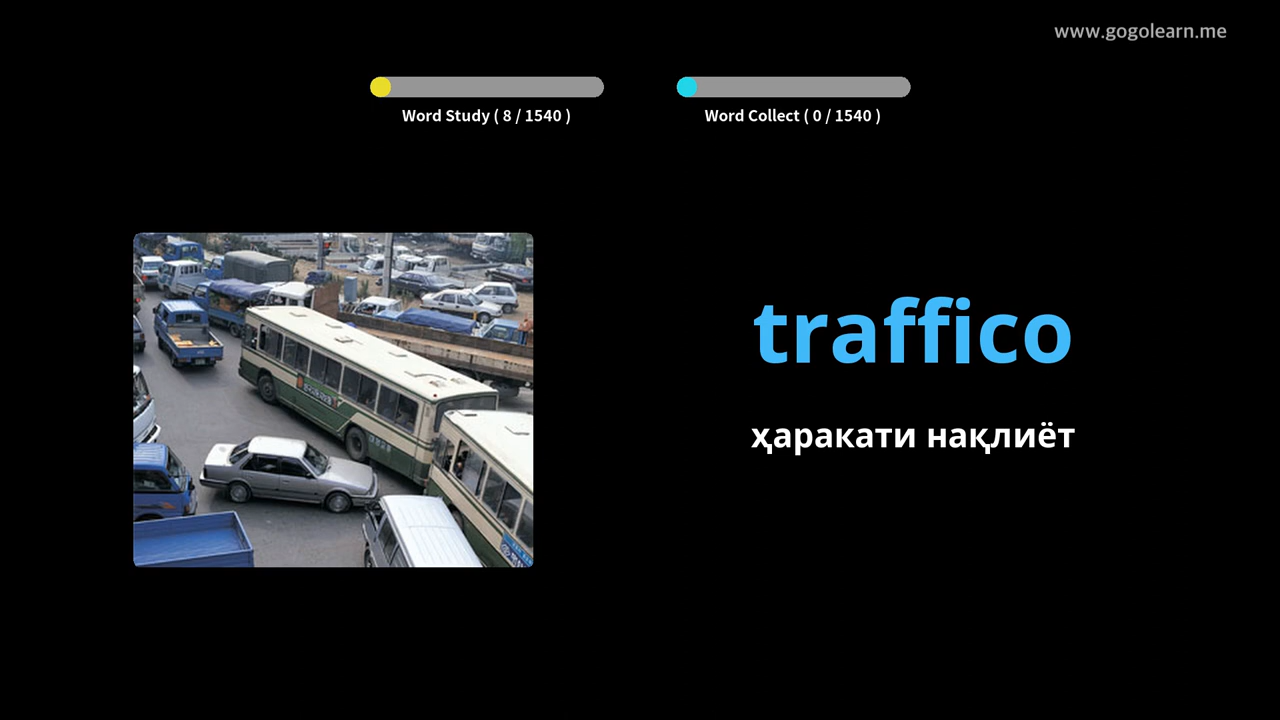 www.gogolearn.me
Word Study ( 8 / 1540 )
Word Collect ( 0 / 1540 )
traffico
ҳаракати нақлиёт